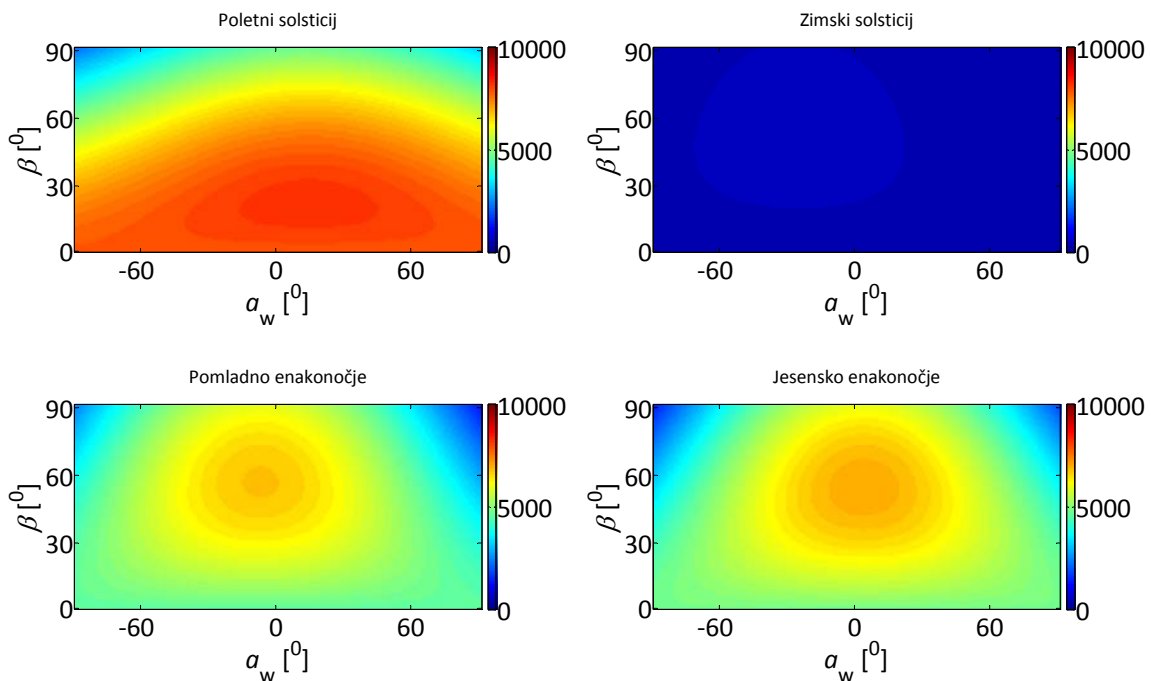 Poletni solsticij
90
60
30
0
β [⁰]
-60 0 60
a_w [⁰]
10000
5000
0
Zimski solsticij
90
60
30
0
β [⁰]
-60 0 60
a_w [⁰]
10000
5000
0
Pomladno enakonočje
90
60
30
0
β [⁰]
-60 0 60
a_w [⁰]
10000
5000
0
Jesensko enakonočje
90
60
30
0
β [⁰]
-60 0 60
a_w [⁰]
10000
5000
0